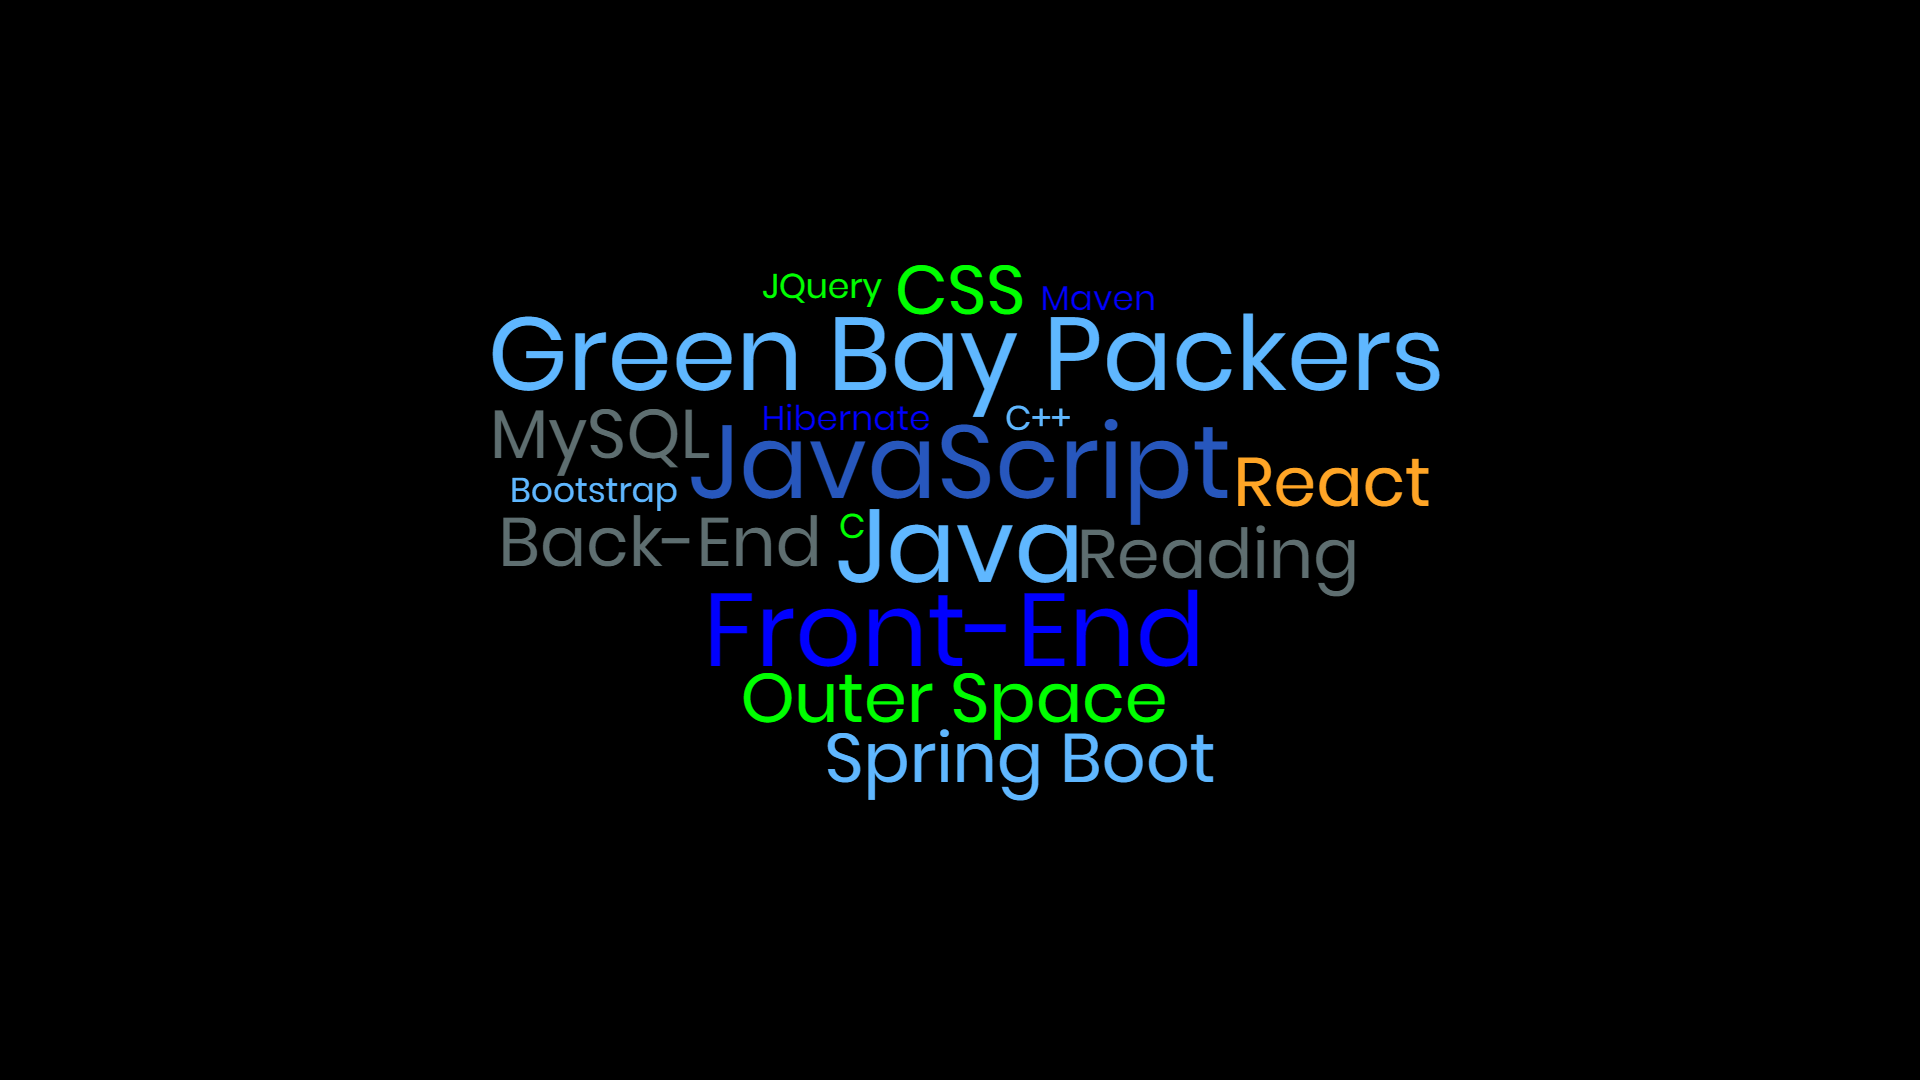 JQuery CSS Maven
Green Bay Packers
MySQL Hibernate C++
JavaScript React
Bootstrap
Back-End C Java Reading
Front-End
Outer Space
Spring Boot